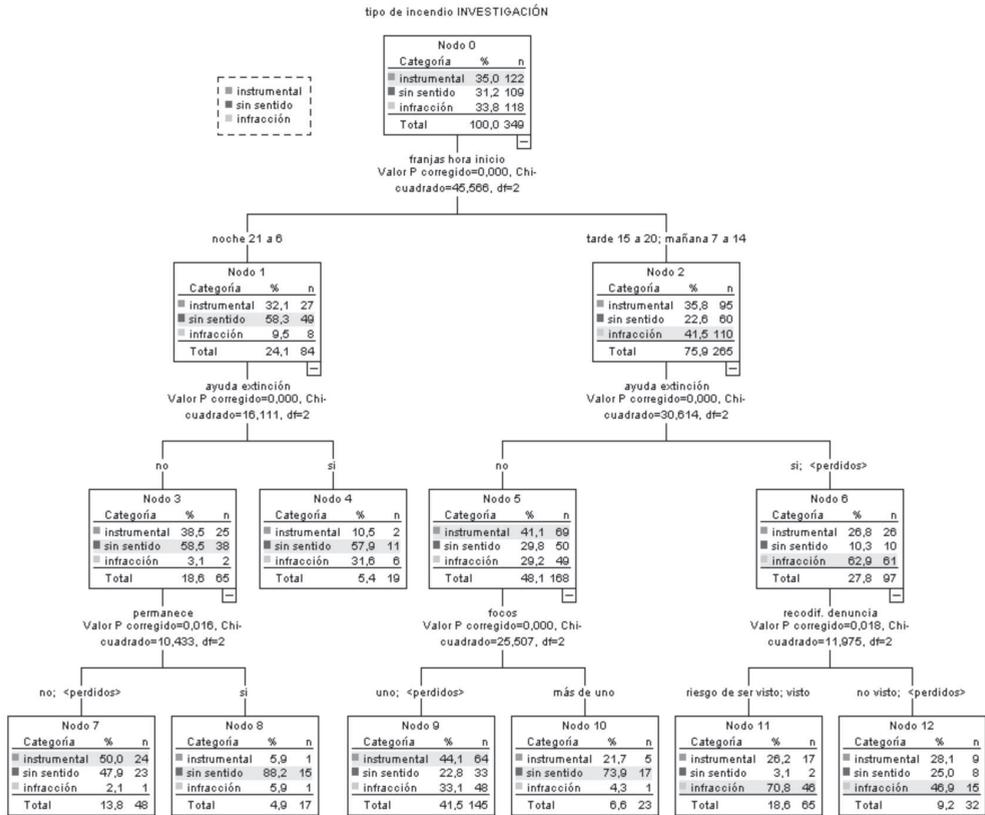 tipo de incendio INVESTIGACIÓN
Nodo 0
Categoría % n
instrumental 35,0 122
sin sentido 31,2 109
infracción 33,8 118
Total 100,0 349
instrumental
sin sentido
infracción
franjas hora inicio
Valor P corregido=0,000, Chi-
cuadrado=45,566, df=2
noche 21 a 6
tarde 15 a 20; mañana 7 a 14
Nodo 1
Categoría % n
instrumental 32,1 27
sin sentido 58,3 49
infracción 9,5 8
Total 24,1 84
Nodo 2
Categoría % n
instrumental 35,8 95
sin sentido 22,6 60
infracción 41,5 110
Total 75,9 265
ayuda extinción
Valor P corregido=0,000, Chi-
cuadrado=16,111, df=2
ayuda extinción
Valor P corregido=0,000, Chi-
cuadrado=30,614, df=2
no
si
no
si; <perdidos>
Nodo 3
Categoría % n
instrumental 38,5 25
sin sentido 58,5 38
infracción 3,1 2
Total 18,6 65
Nodo 4
Categoría % n
instrumental 10,5 2
sin sentido 57,9 11
infracción 31,6 6
Total 5,4 19
Nodo 5
Categoría % n
instrumental 41,1 69
sin sentido 29,8 50
infracción 29,2 49
Total 48,1 168
Nodo 6
Categoría % n
instrumental 26,8 26
sin sentido 10,3 10
infracción 62,9 61
Total 27,8 97
permanece
Valor P corregido=0,016, Chi-
cuadrado=10,433, df=2
focos
Valor P corregido=0,000, Chi-
cuadrado=25,507, df=2
recodif. denuncia
Valor P corregido=0,018, Chi-
cuadrado=11,975, df=2
no; <perdidos>
si
uno; <perdidos>
más de uno
riesgo de ser visto; visto
no visto; <perdidos>
Nodo 7
Categoría % n
instrumental 50,0 24
sin sentido 47,9 23
infracción 2,1 1
Total 13,8 48
Nodo 8
Categoría % n
instrumental 5,9 1
sin sentido 88,2 15
infracción 5,9 1
Total 4,9 17
Nodo 9
Categoría % n
instrumental 44,1 64
sin sentido 22,8 33
infracción 33,1 48
Total 41,5 145
Nodo 10
Categoría % n
instrumental 21,7 5
sin sentido 73,9 17
infracción 4,3 1
Total 6,6 23
Nodo 11
Categoría % n
instrumental 26,2 17
sin sentido 3,1 2
infracción 70,8 46
Total 18,6 65
Nodo 12
Categoría % n
instrumental 28,1 9
sin sentido 25,0 8
infracción 46,9 15
Total 9,2 32